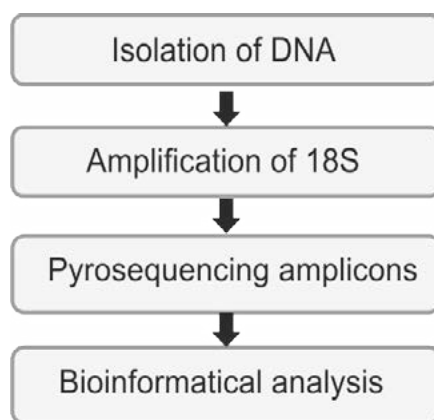 Isolation of DNA
Amplification of 18S
Pyrosequencing amplicons
Bioinformatical analysis